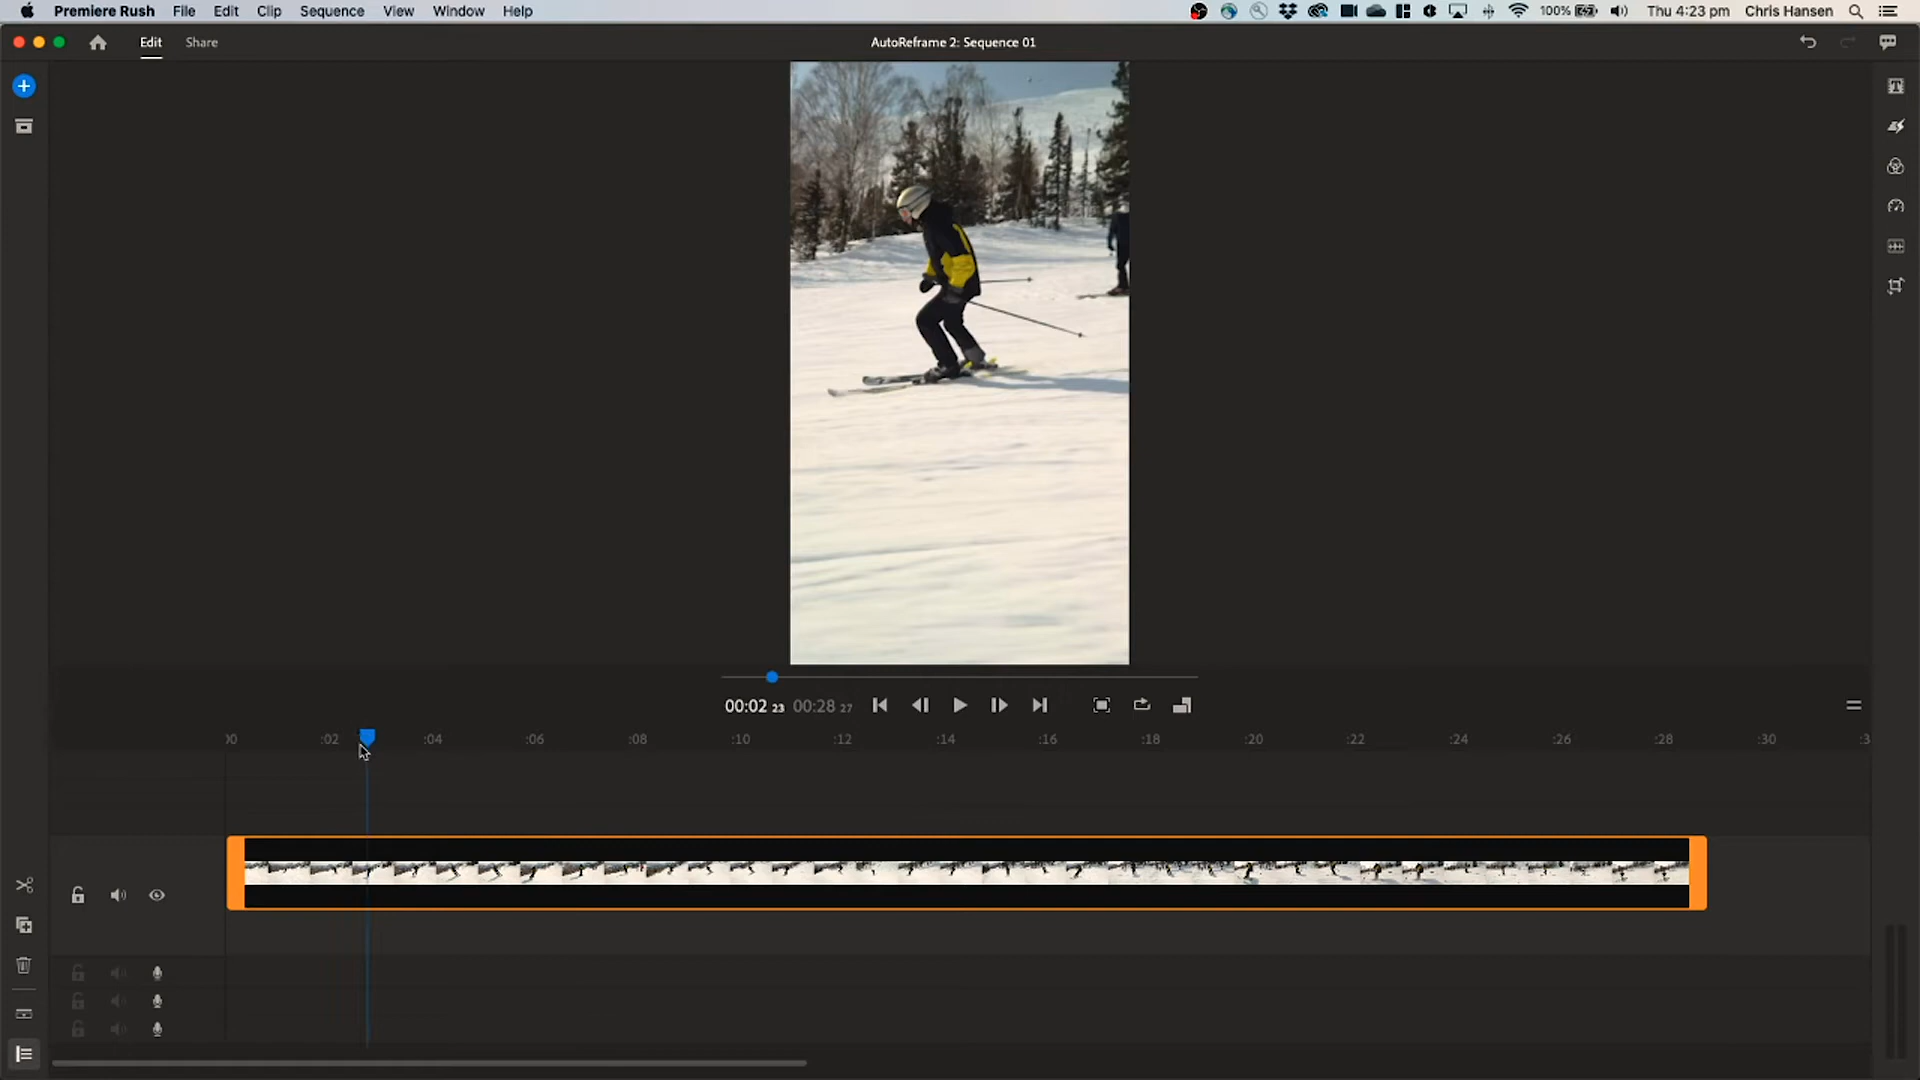 Premiere Rush File Edit Clip Sequence View Window Help 100% Thu 4:23 pm Chris Hansen
Edit Share AutoReframe 2: Sequence 01
00:02 23 00:28 27
:00 :02 :04 :06 :08 :10 :12 :14 :16 :18 :20 :22 :24 :26 :28 :30 :3